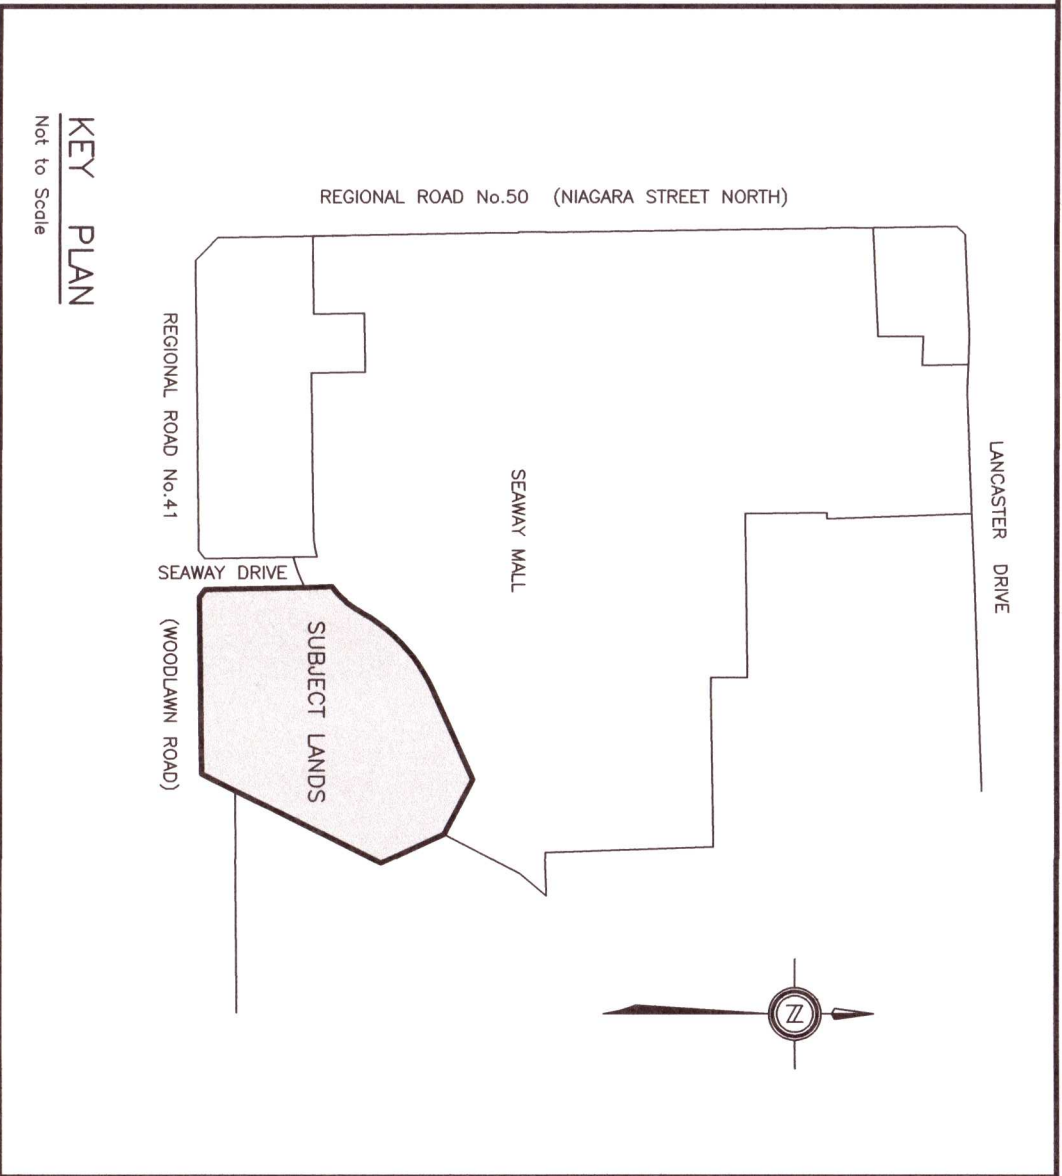 REGIONAL ROAD No.50 (NIAGARA STREET NORTH)
LANCASTER DRIVE
SEAWAY MALL
SEAWAY DRIVE
SUBJECT LANDS
REGIONAL ROAD No.41
(WOODLAWN ROAD)
N
KEY PLAN
Not to Scale